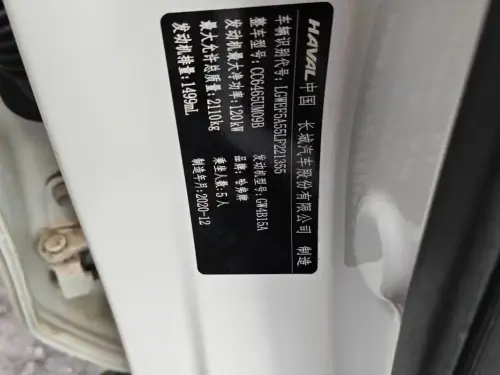 HAVAL 中国 长城汽车股份有限公司 制造
车辆识别代号：LGWEF5A55LF221355
整车型号：CC6465UM09B 发动机型号：GW4B15A
发动机最大净功率：120kW 品牌：哈弗牌
最大允许总质量：2110kg 乘坐人数：5人
发动机排量：1499mL 制造年月：2020-12